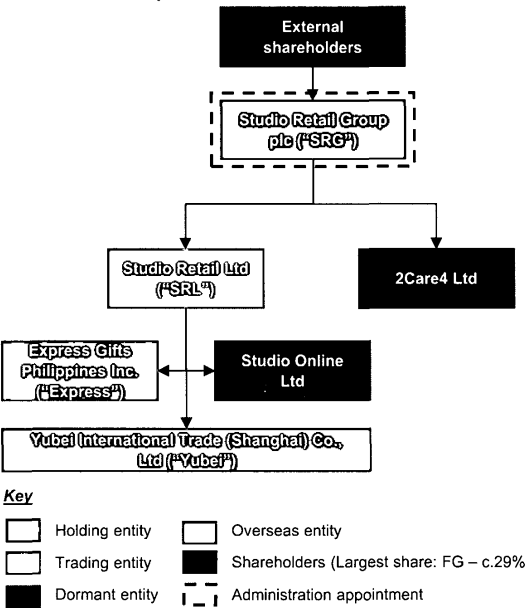 External
shareholders
Studio Retail Group
plc ("SRG")
Studio Retail Ltd
("SRL")
2Care4 Ltd
Express Gifts
Philippines Inc.
("Express")
Studio Online
Ltd
Yubei International Trade (Shanghai) Co.,
Ltd ("Yubei")
Key
Holding entity
Overseas entity
Trading entity
Shareholders (Largest share: FG – c.29%
Dormant entity
Administration appointment